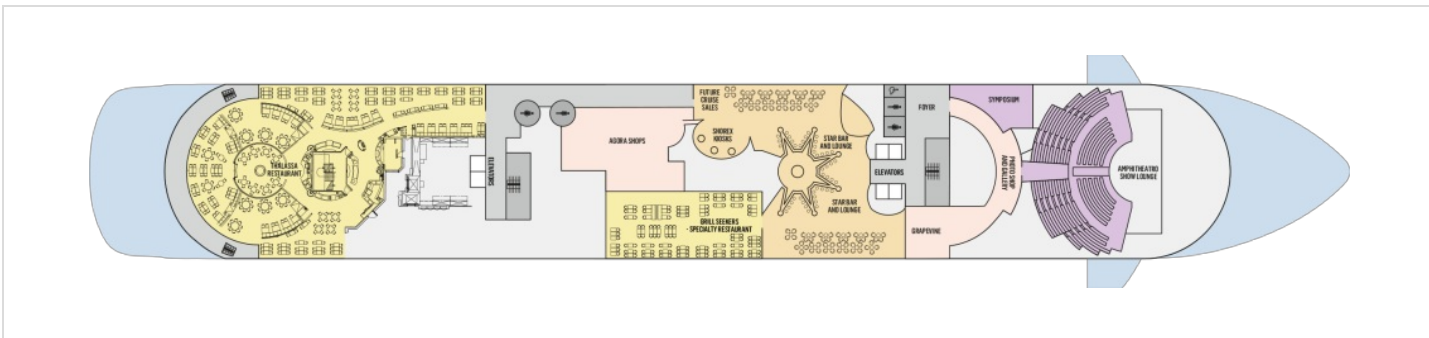 THALASSA
RESTAURANT
ELEVATORS
AGORA SHOPS
FUTURE
CRUISE
SALES
SHOREX
KIOSKS
GRILL SEEKERS
- SPECIALTY RESTAURANT
STAR BAR
AND LOUNGE
STAR BAR
AND LOUNGE
ELEVATORS
FOYER
GRAPEVINE
SYMPOSIUM
PHOTO SHOP
AND GALLERY
AMPHITHEATRO
SHOW LOUNGE